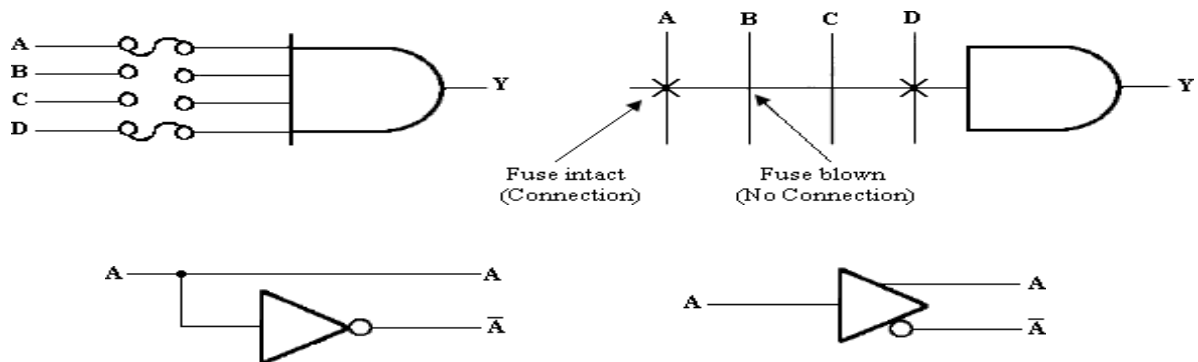 A
B
C
D
Y
A B C D
Y
Fuse intact
(Connection)
Fuse blown
(No Connection)
A
A
A̅
A
A
A̅